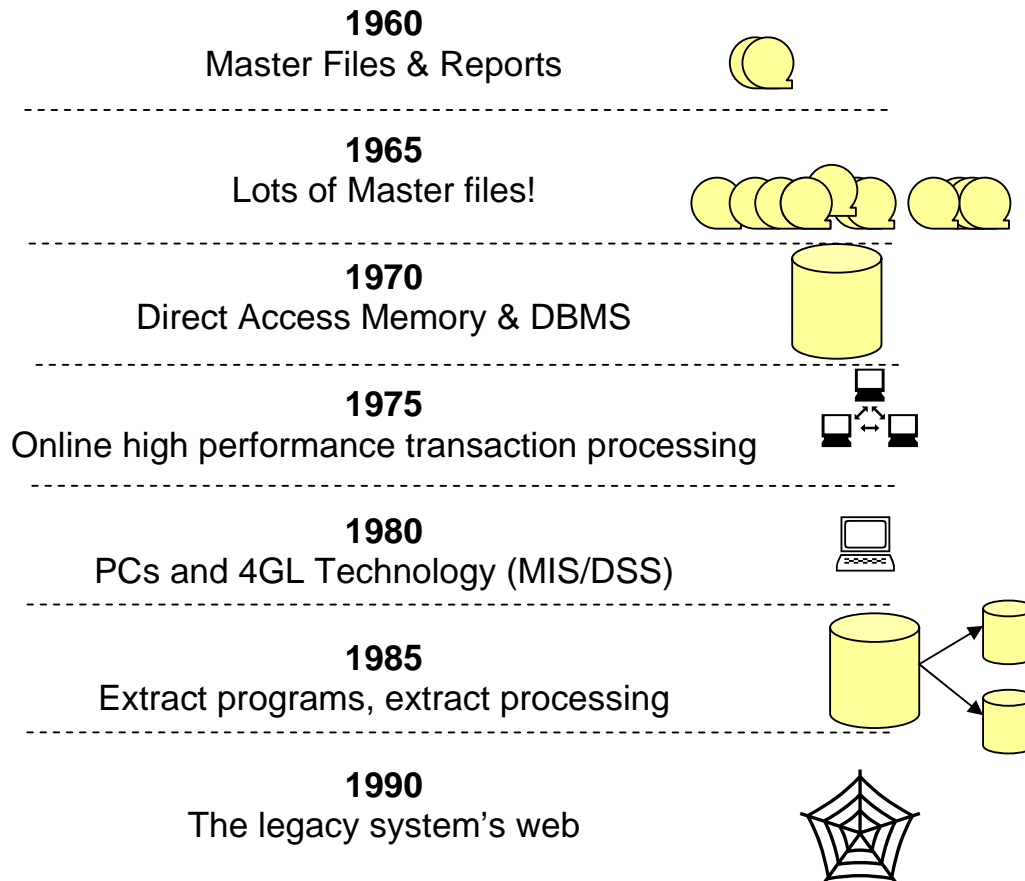 1960
Master Files & Reports
1965
Lots of Master files!
1970
Direct Access Memory & DBMS
1975
Online high performance transaction processing
1980
PCs and 4GL Technology (MIS/DSS)
1985
Extract programs, extract processing
1990
The legacy system’s web